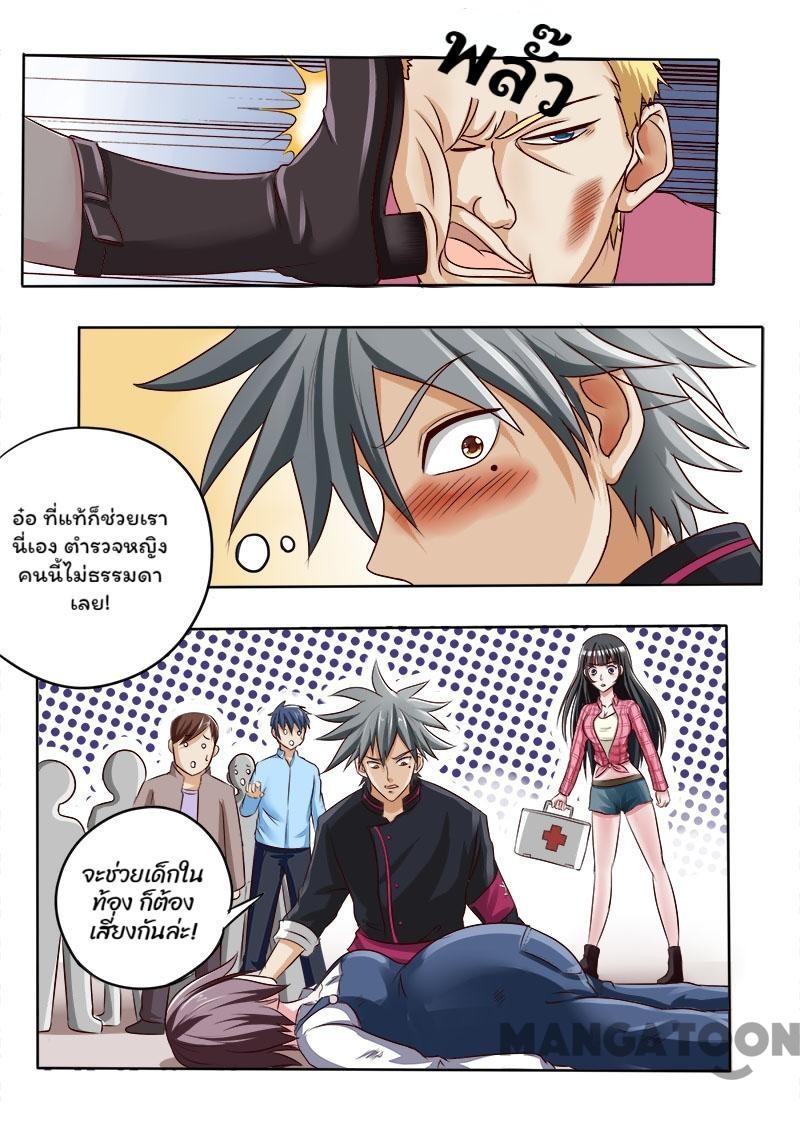 พลั๊ว
อ๋อ ที่แท้ก็ช่วยเรา
นี่เอง ตำรวจหญิง
คนนี้ไม่ธรรมดา
เลย!
จะช่วยเด็กใน
ท้อง ก็ต้อง
เสี่ยงกันล่ะ!
MANGATOON